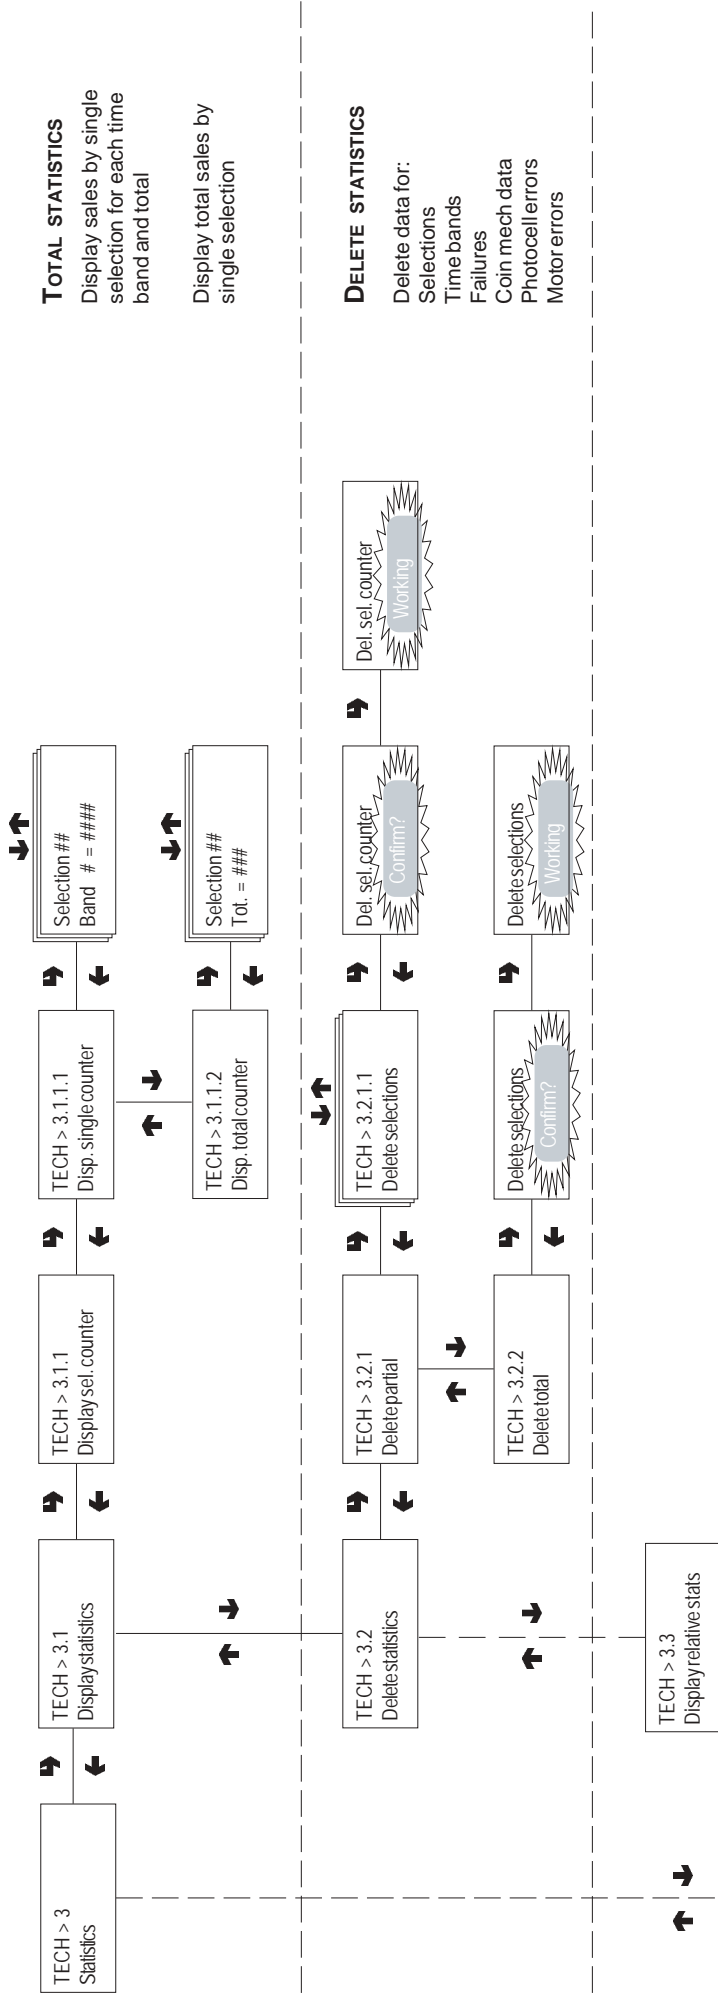 TECH > 3
Statistics
TECH > 3.1
Display statistics
TECH > 3.1.1
Display sel. counter
TECH > 3.1.1.1
Disp. single counter
Selection ##
Band # = ####
TOTAL STATISTICS
Display sales by single
selection for each time
band and total
TECH > 3.1.1.2
Disp. total counter
Selection ##
Tot. = ###
Display total sales by
single selection
TECH > 3.2
Delete statistics
TECH > 3.2.1
Delete partial
TECH > 3.2.1.1
Delete selections
Del. sel. counter
Confirm?
Del. sel. counter
Working
DELETE STATISTICS
Delete data for:
Selections
Time bands
Failures
Coin mech data
Photocell errors
Motor errors
TECH > 3.2.2
Delete total
Delete selections
Confirm?
Delete selections
Working
TECH > 3.3
Display relative stats